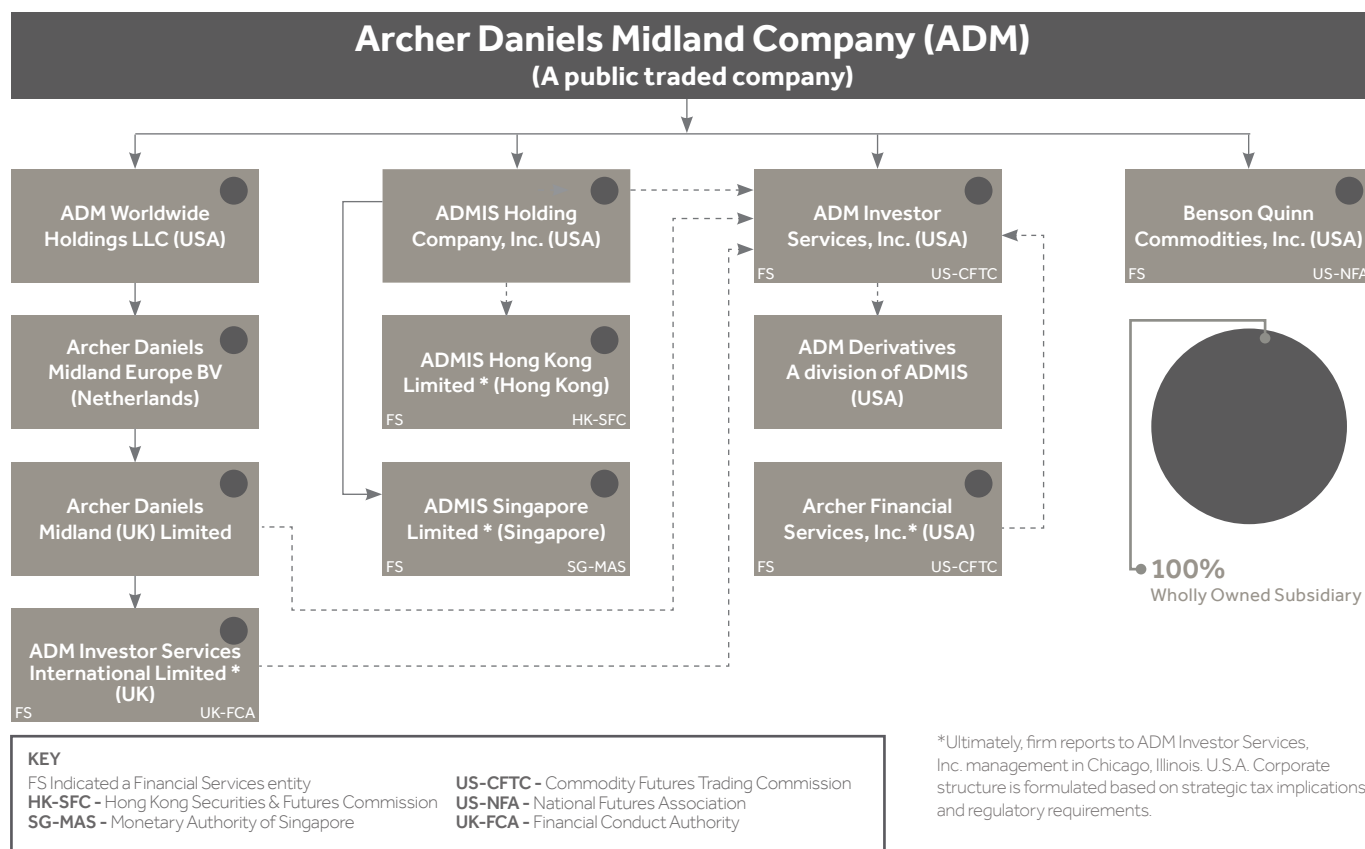 Archer Daniels Midland Company (ADM)
(A public traded company)
ADM Worldwide
Holdings LLC (USA)
ADMIS Holding
Company, Inc. (USA)
ADM Investor
Services, Inc. (USA)
FS US-CFTC
Benson Quinn
Commodities, Inc. (USA)
FS US-NFA
Archer Daniels
Midland Europe BV
(Netherlands)
ADMIS Hong Kong
Limited * (Hong Kong)
FS HK-SFC
ADM Derivatives
A division of ADMIS
(USA)
Archer Daniels
Midland (UK) Limited
ADMIS Singapore
Limited * (Singapore)
FS SG-MAS
Archer Financial
Services, Inc.* (USA)
FS US-CFTC
100%
Wholly Owned Subsidiary
ADM Investor Services
International Limited *
(UK)
FS UK-FCA
KEY
FS Indicated a Financial Services entity
HK-SFC - Hong Kong Securities & Futures Commission
SG-MAS - Monetary Authority of Singapore
US-CFTC - Commodity Futures Trading Commission
US-NFA - National Futures Association
UK-FCA - Financial Conduct Authority
*Ultimately, firm reports to ADM Investor Services,
Inc. management in Chicago, Illinois. U.S.A. Corporate
structure is formulated based on strategic tax implications
and regulatory requirements.